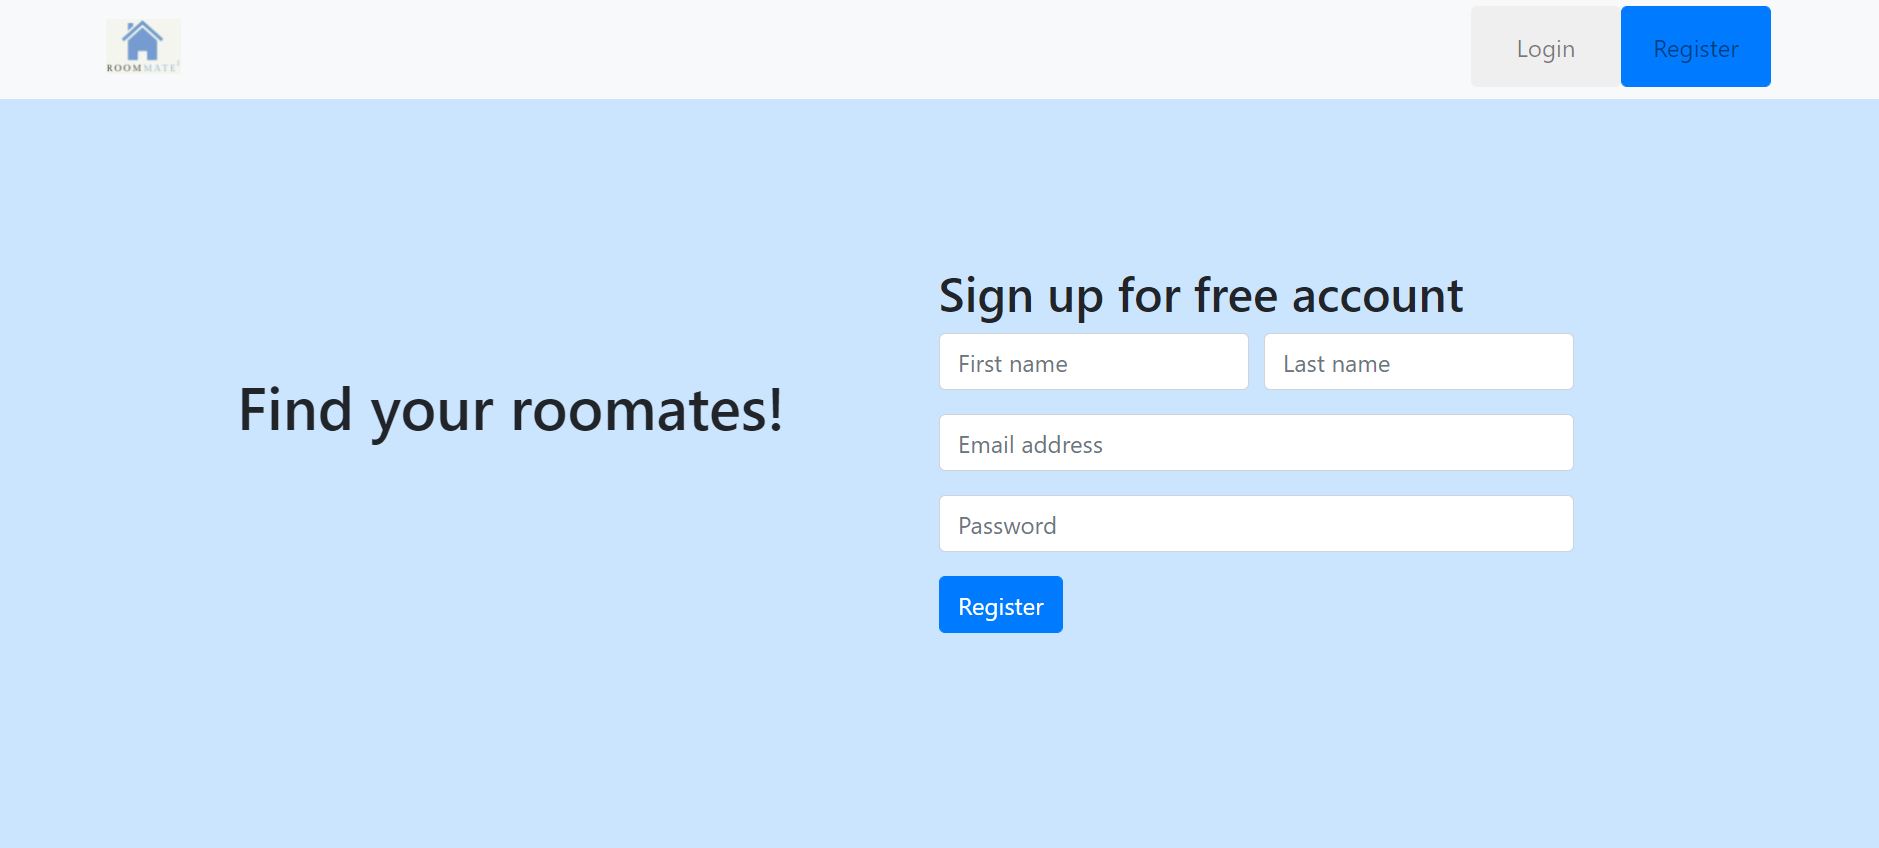 ROOMMATE
Login
Register
Find your roomates!
Sign up for free account
First name
Last name
Email address
Password
Register